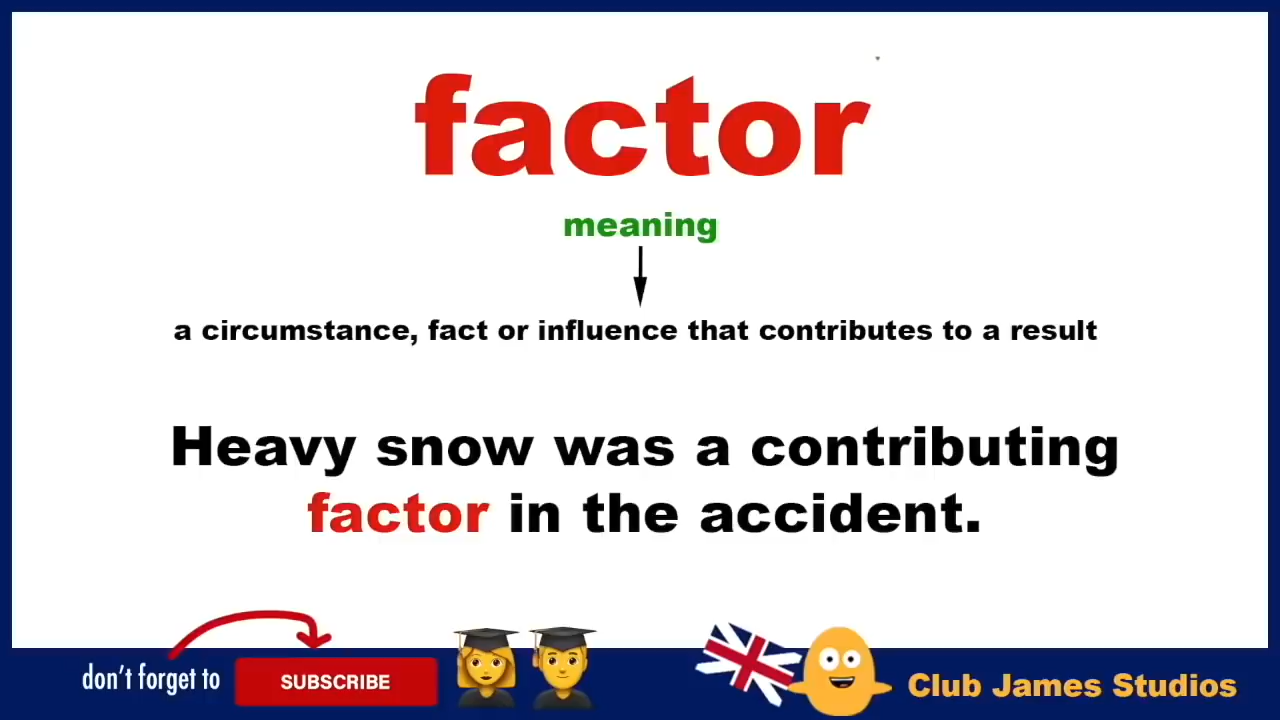 factor
meaning
a circumstance, fact or influence that contributes to a result
Heavy snow was a contributing
factor in the accident.
don't forget to
SUBSCRIBE
Club James Studios